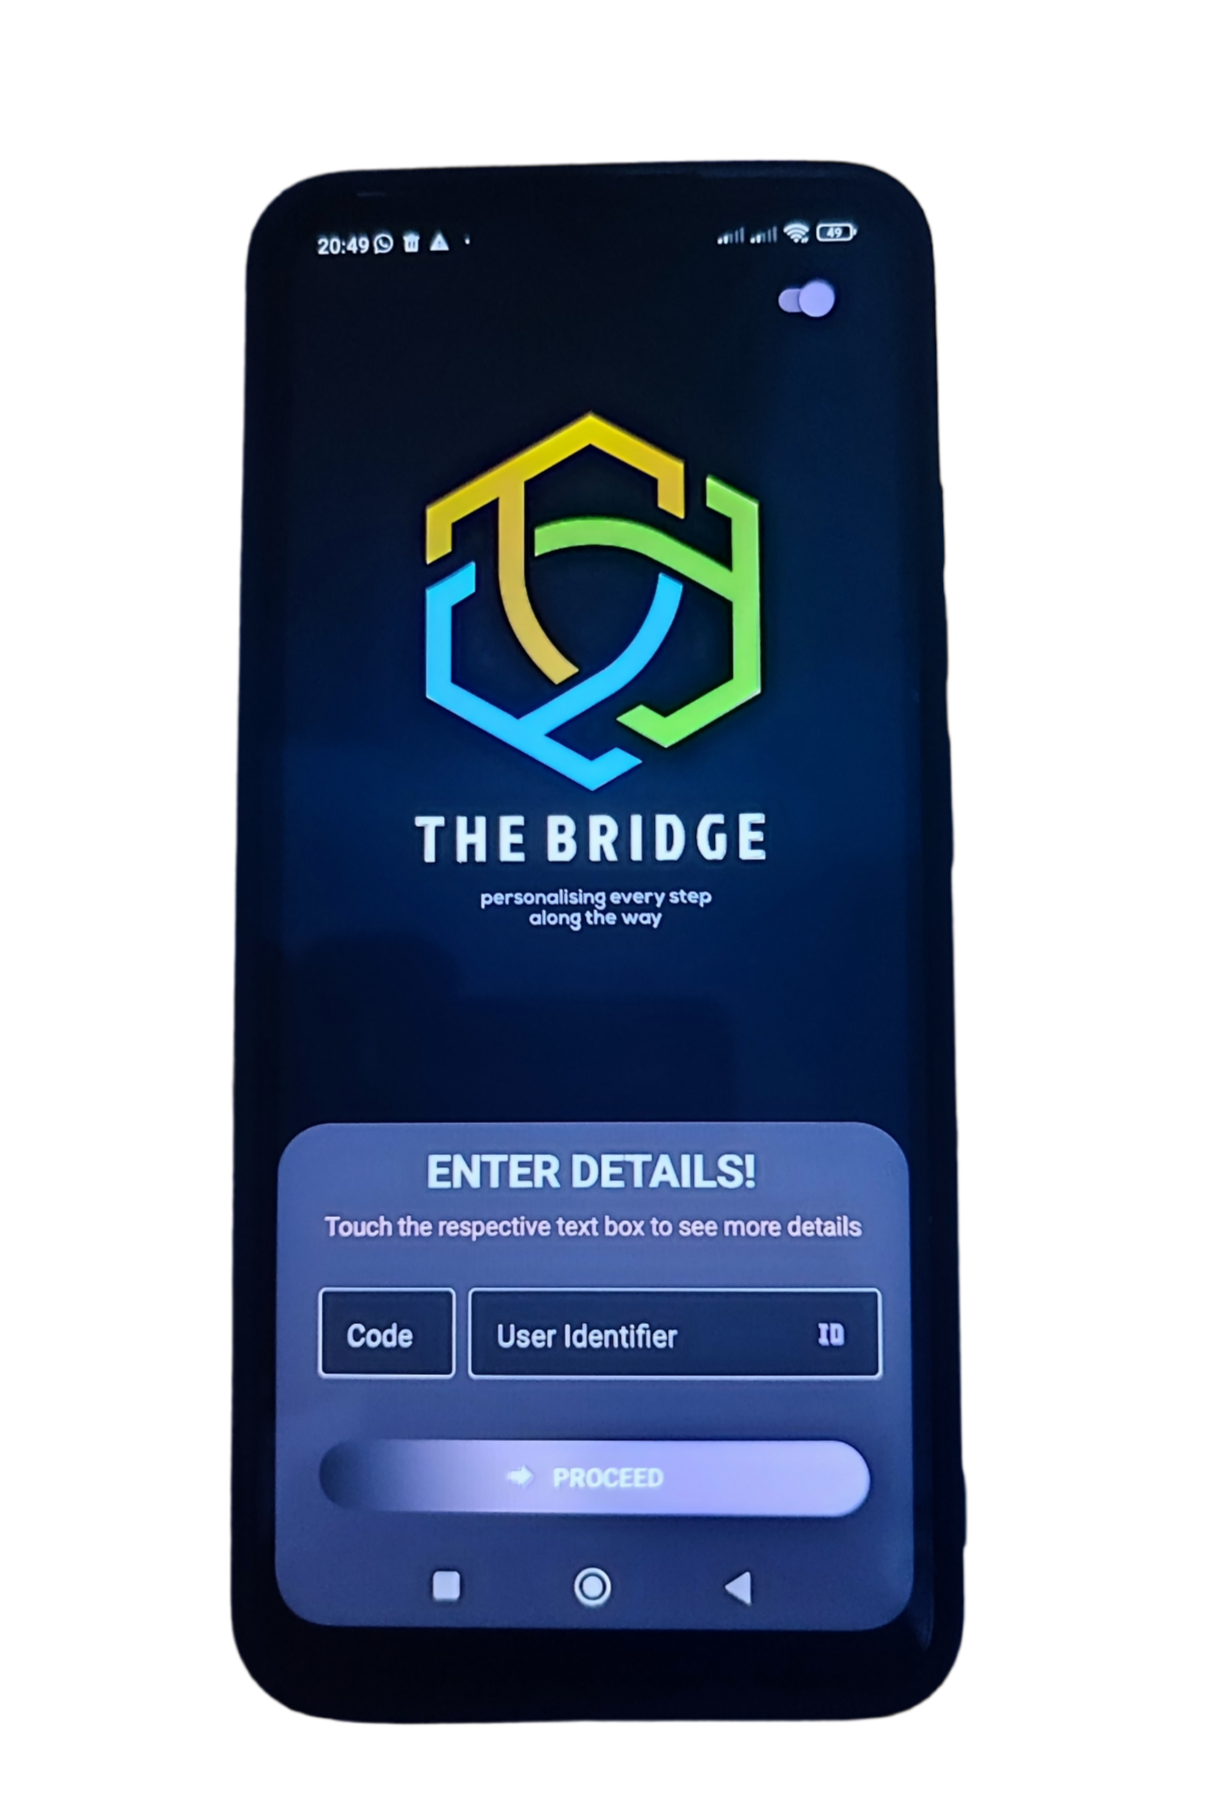 20:49
49
THE BRIDGE
personalising every step
along the way
ENTER DETAILS!
Touch the respective text box to see more details
Code
User Identifier
ID
PROCEED